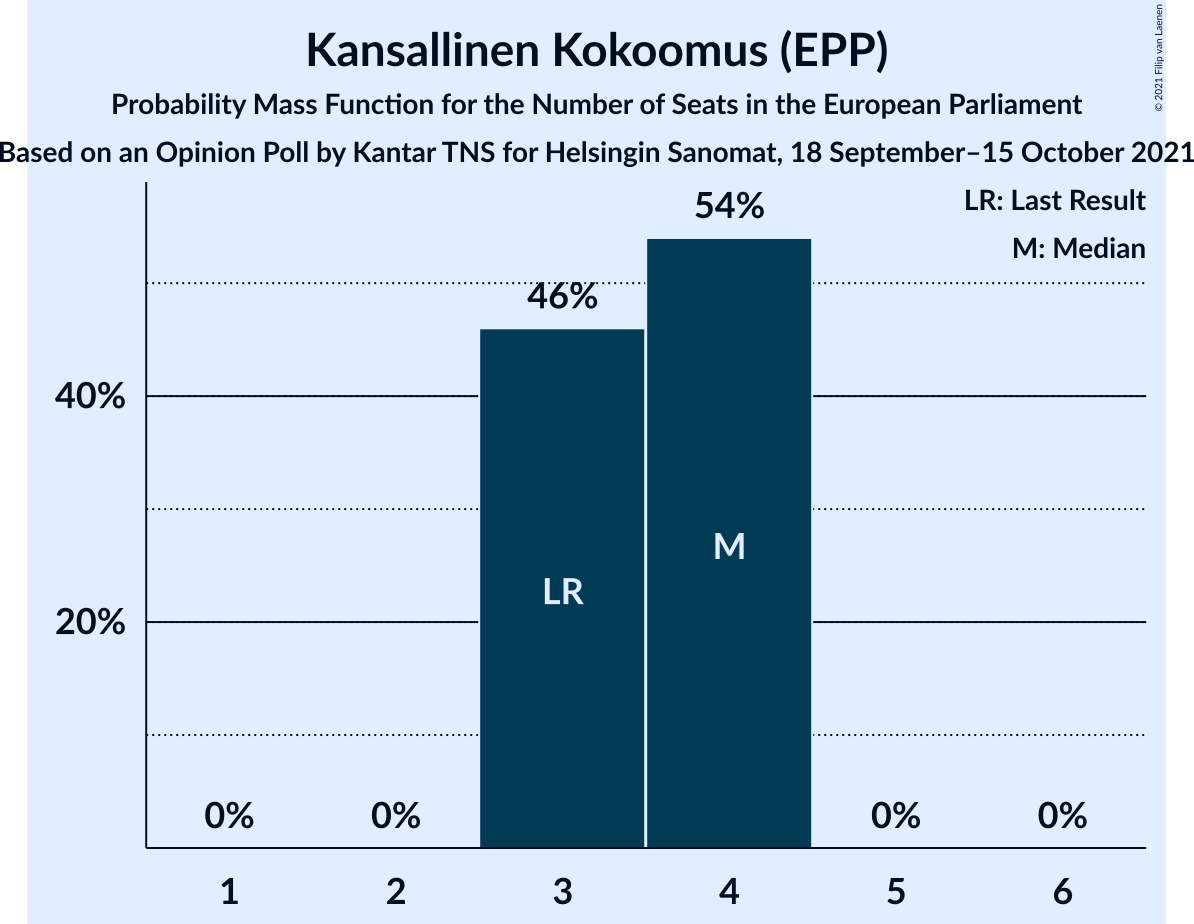 Kansallinen Kokoomus (EPP)
Probability Mass Function for the Number of Seats in the European Parliament
Based on an Opinion Poll by Kantar TNS for Helsingin Sanomat, 18 September–15 October 2021
© 2021 Filip van Laenen
LR: Last Result
M: Median
54%
46%
40%
20%
M
LR
0% 0% 0% 0%
1 2 3 4 5 6